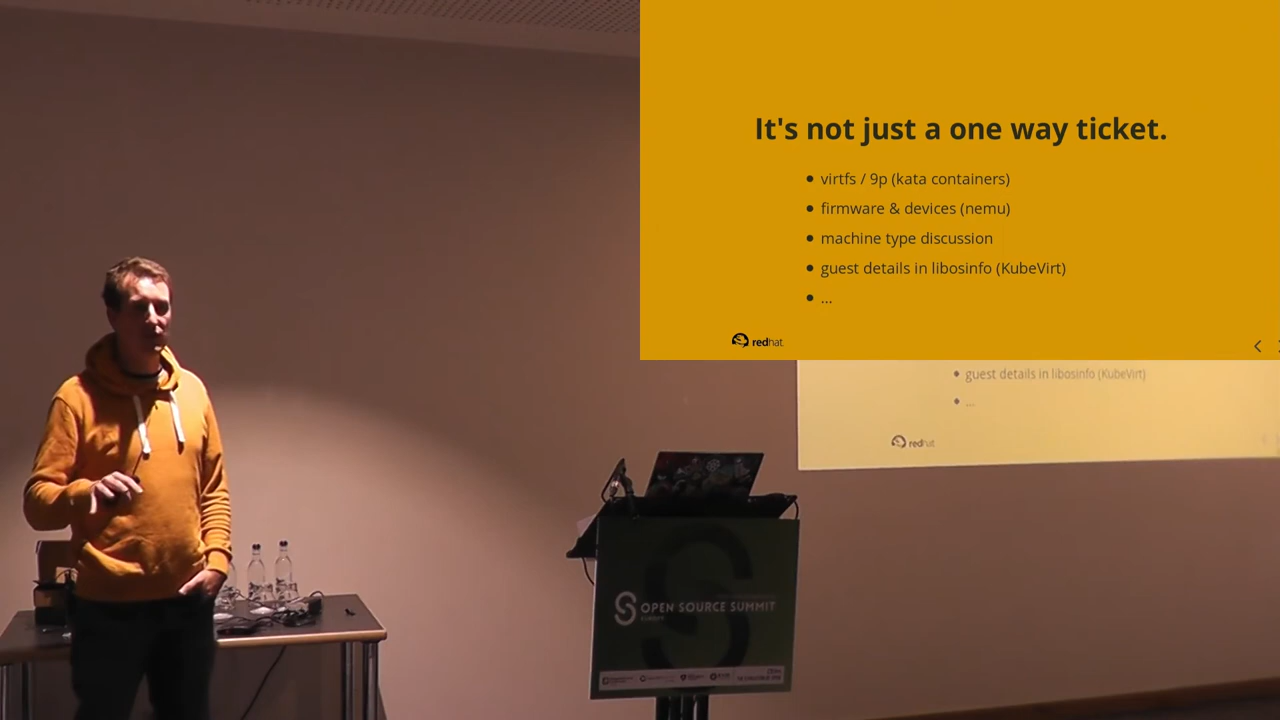 It's not just a one way ticket.
virtfs / 9p (kata containers)
firmware & devices (nemu)
machine type discussion
guest details in libosinfo (KubeVirt)
...
redhat
guest details in libosinfo (KubeVirt)
...
redhat
OPEN SOURCE SUMMIT